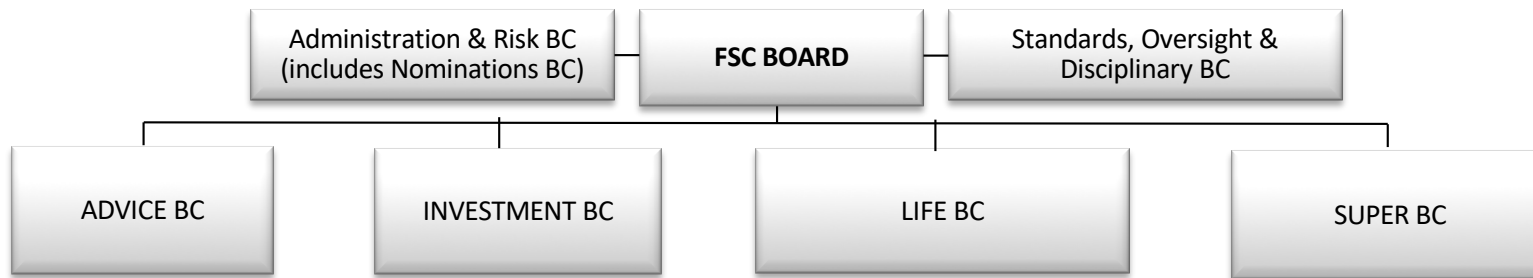 Administration & Risk BC
(includes Nominations BC)
FSC BOARD
Standards, Oversight &
Disciplinary BC
ADVICE BC
INVESTMENT BC
LIFE BC
SUPER BC